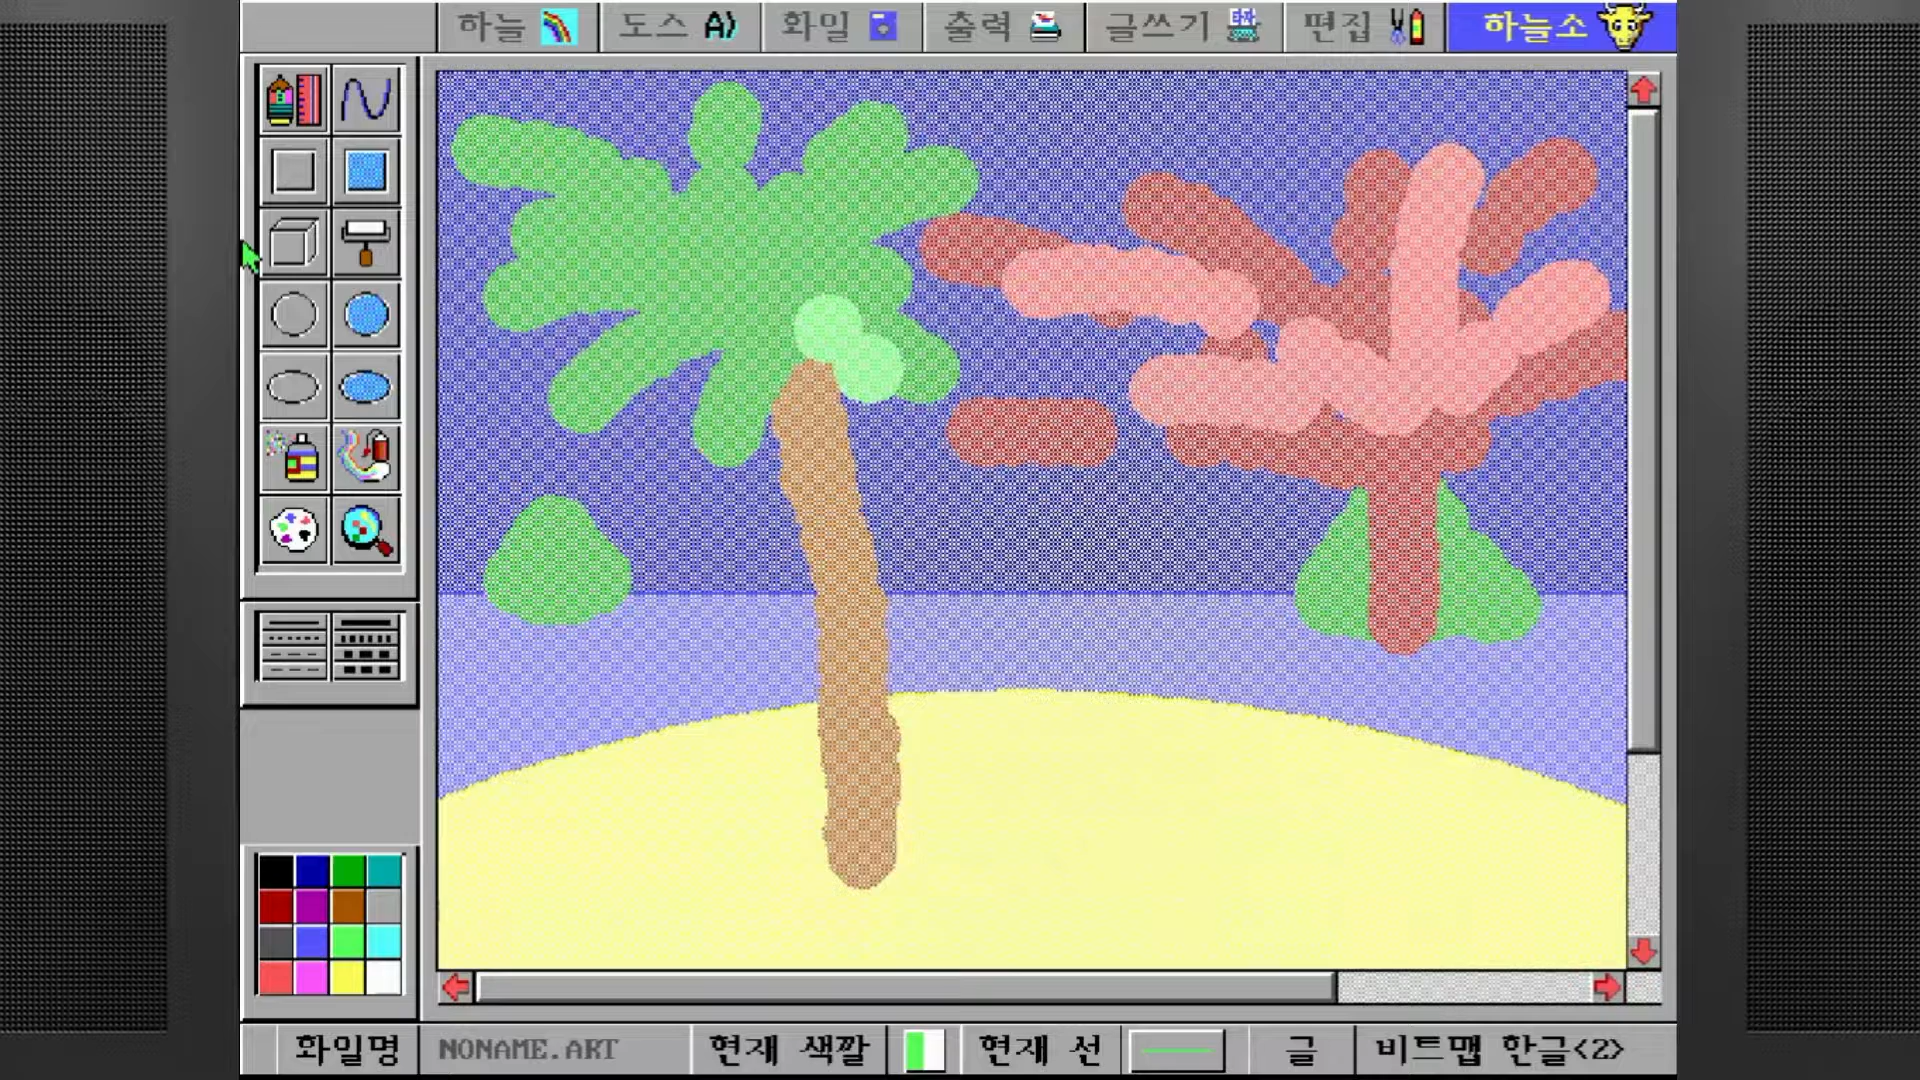 하늘 도스 A) 화일 출력 글쓰기 편집 하늘소
화일명 NONAME.ART 현재 색깔 현재 선 글 비트맵 한글<2>